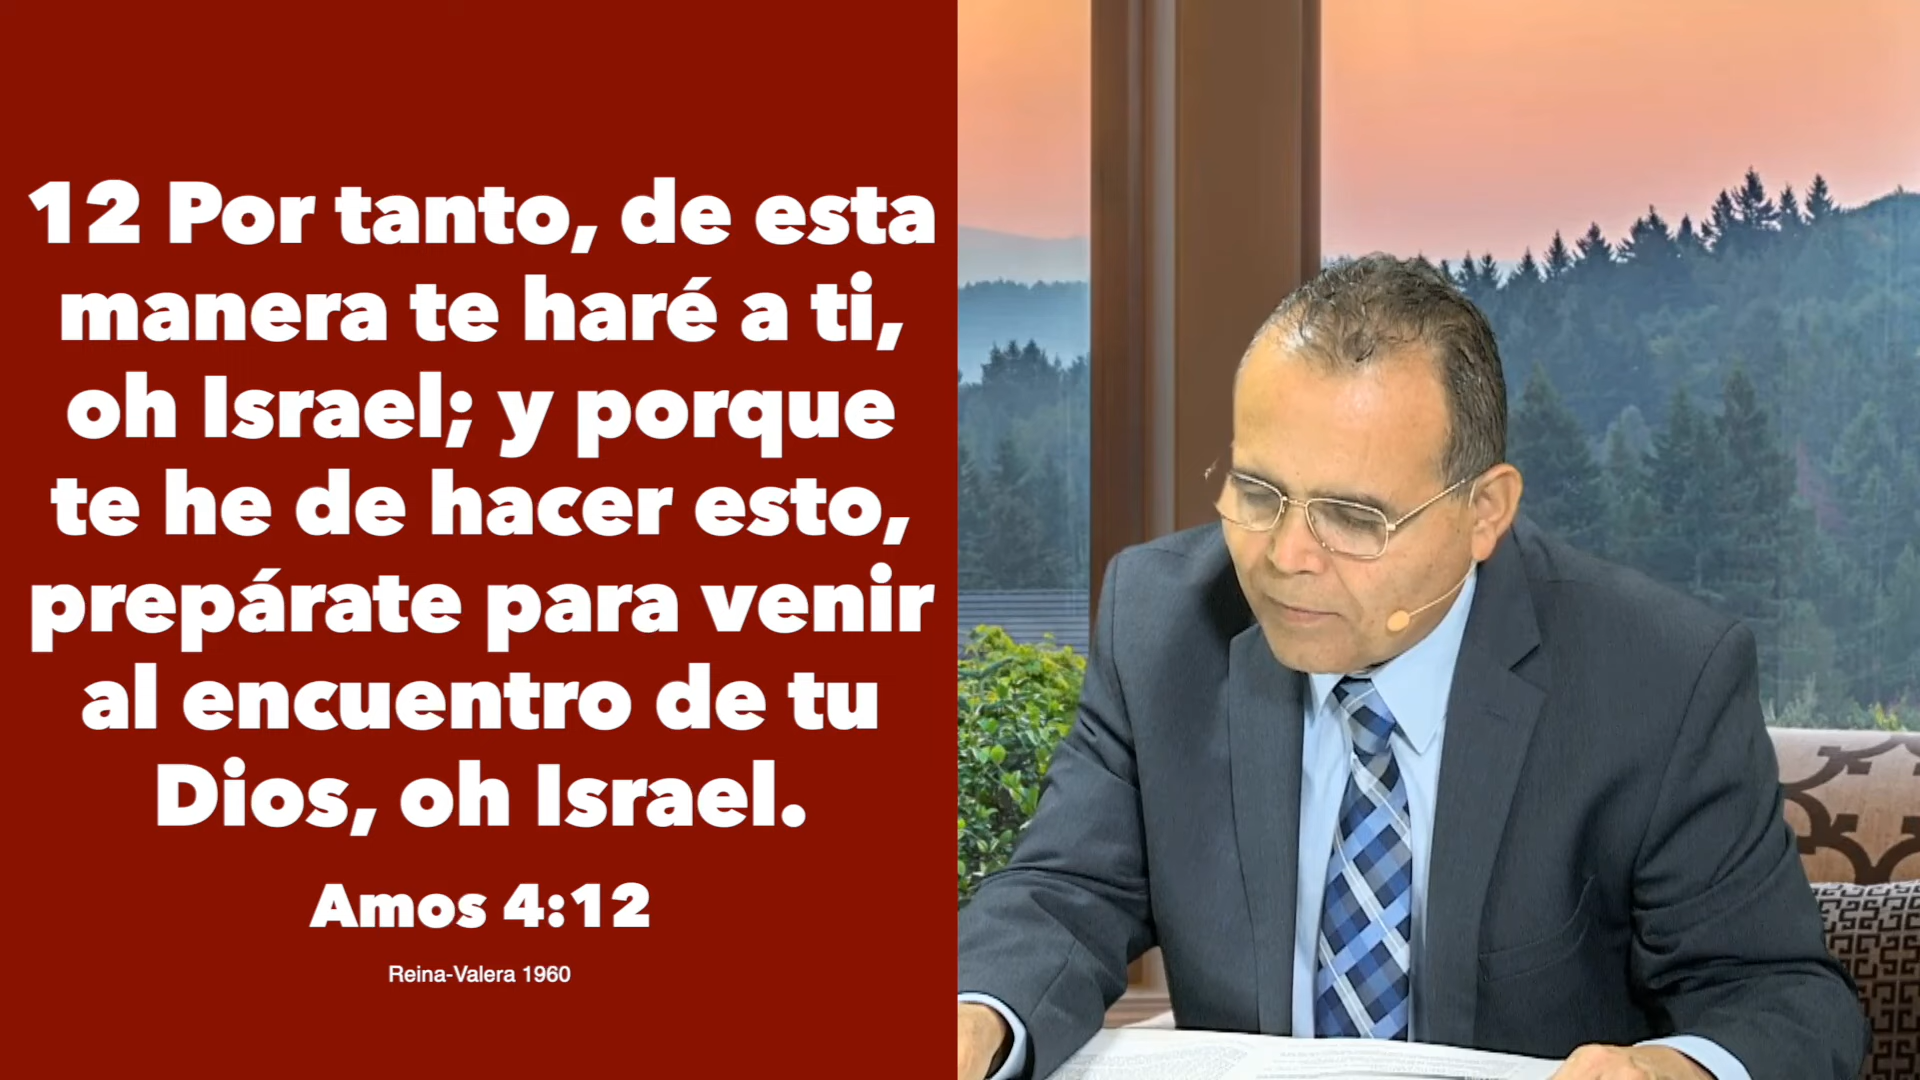 12 Por tanto, de esta
manera te haré a ti,
oh Israel; y porque
te he de hacer esto,
prepárate para venir
al encuentro de tu
Dios, oh Israel.
Amos 4:12
Reina-Valera 1960